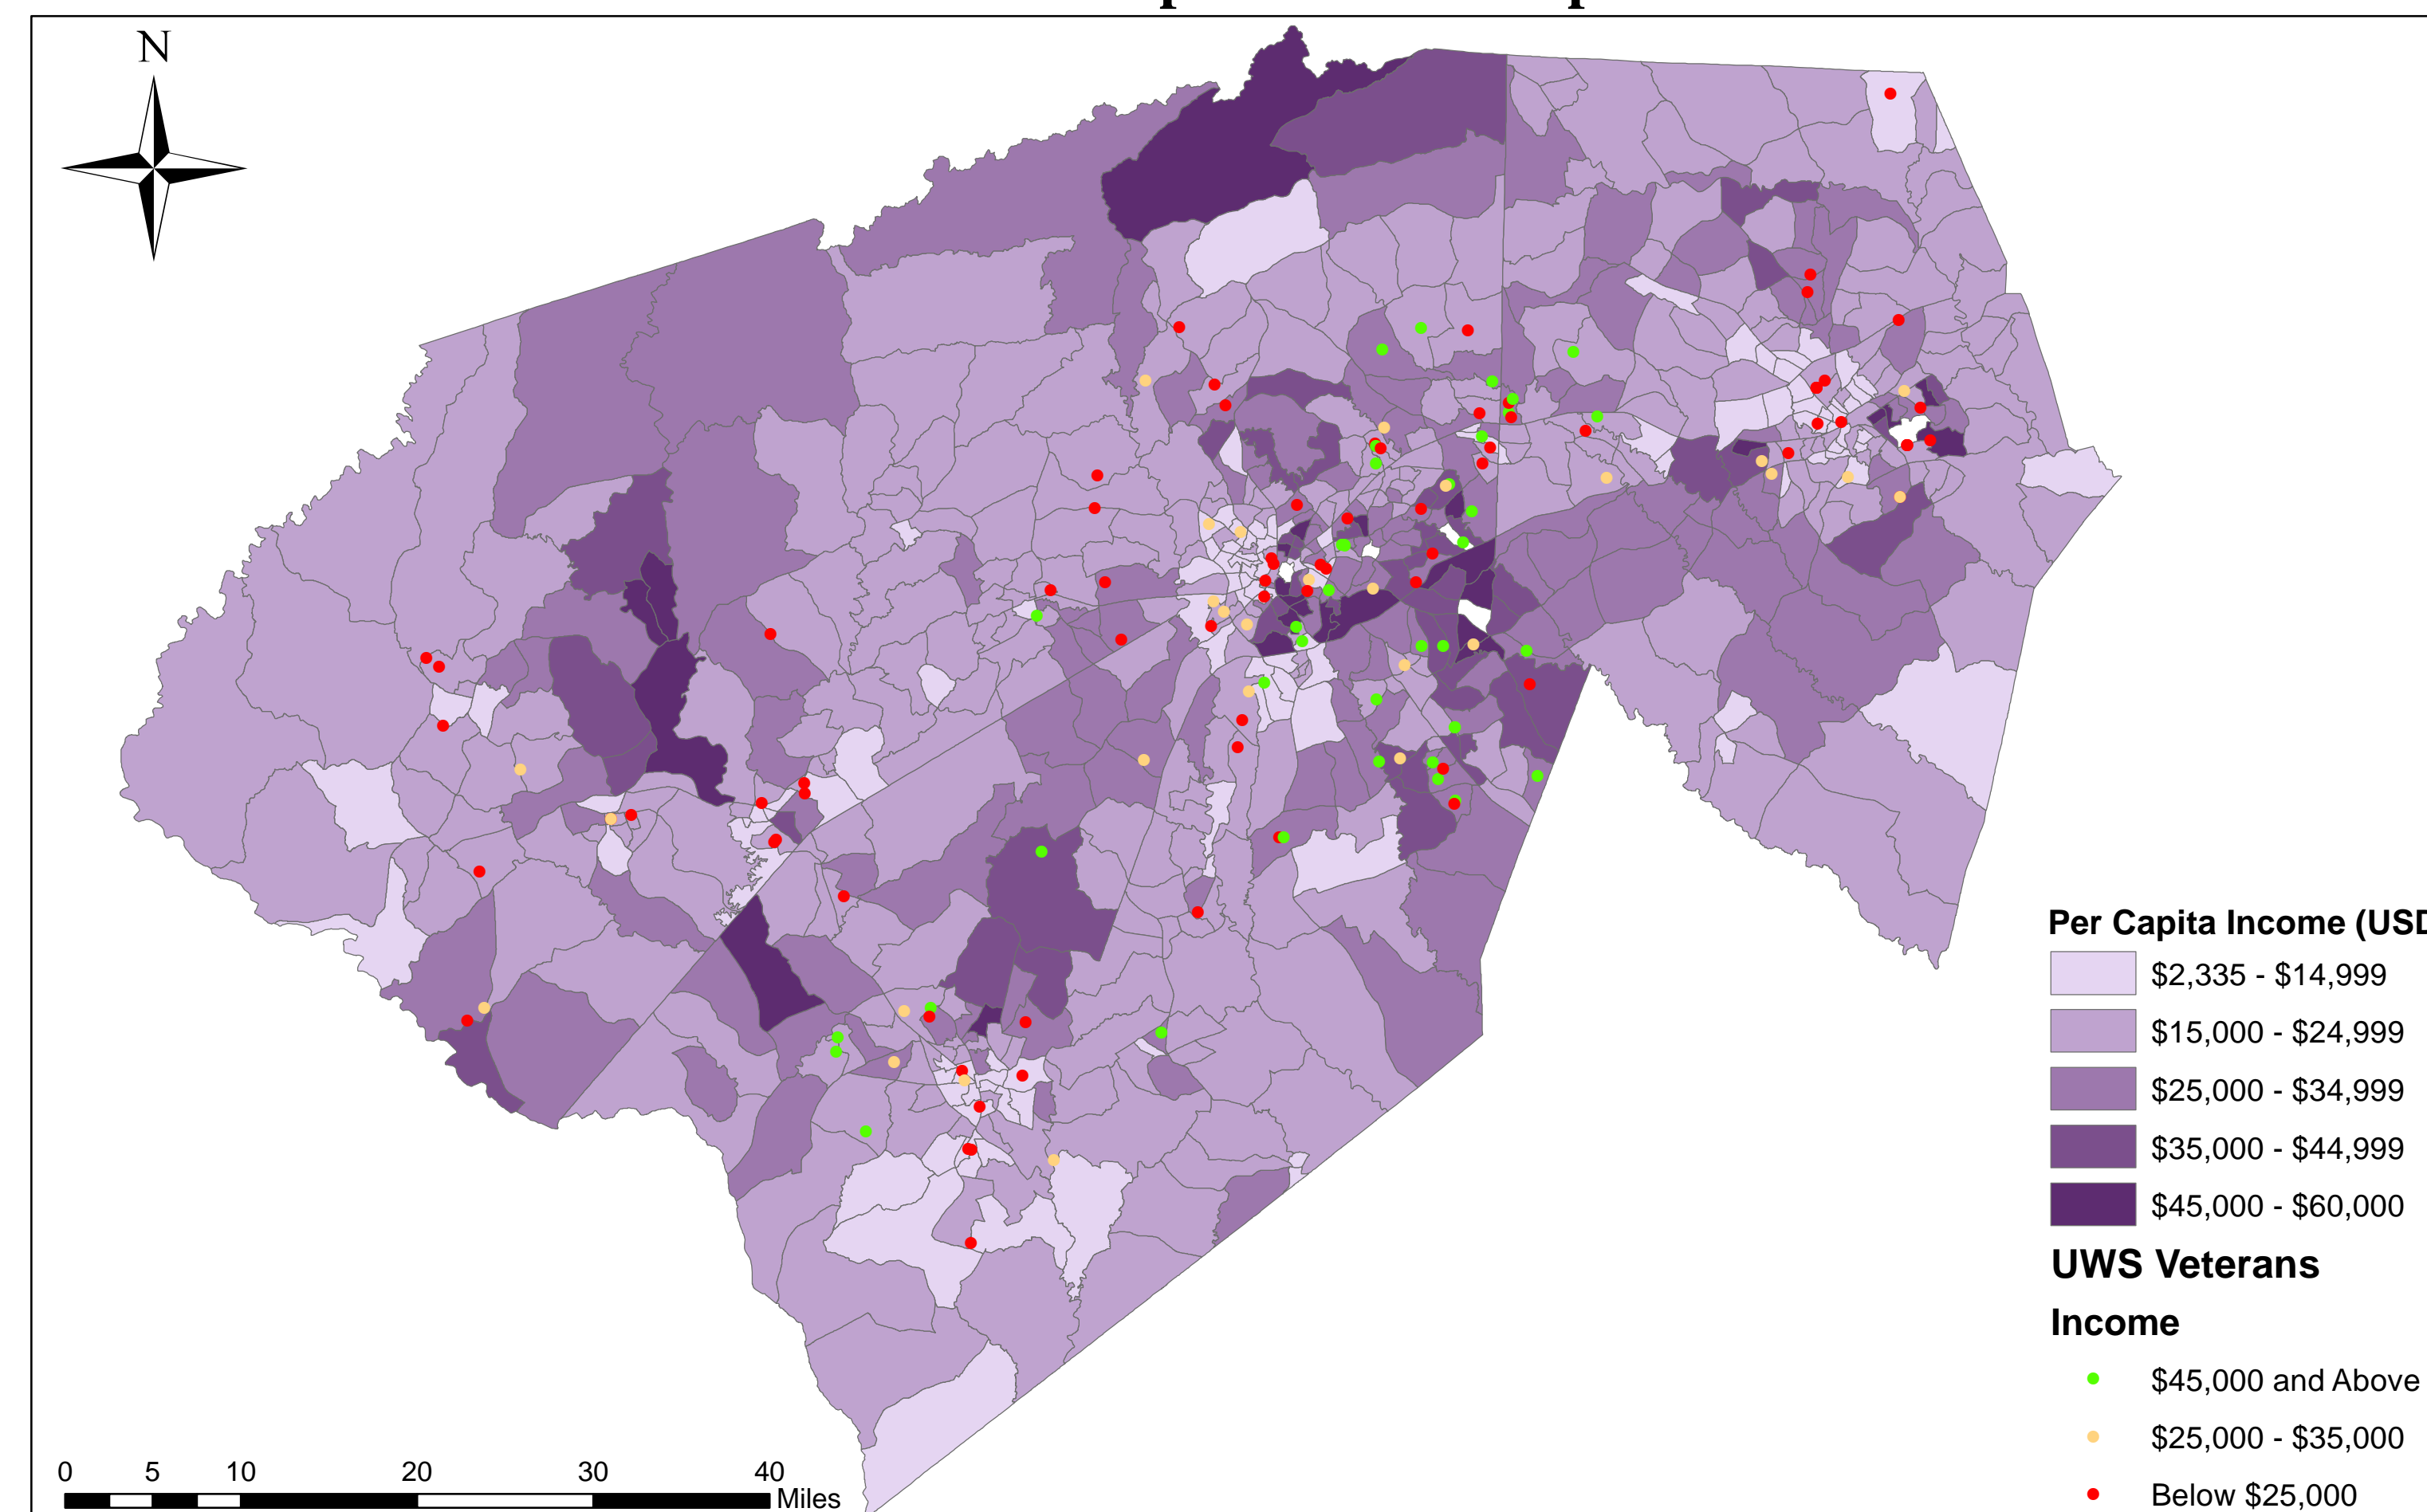 N
Per Capita Income (USD
$2,335 - $14,999
$15,000 - $24,999
$25,000 - $34,999
$35,000 - $44,999
$45,000 - $60,000
UWS Veterans
Income
$45,000 and Above
$25,000 - $35,000
Below $25,000
0 5 10 20 30 40
Miles